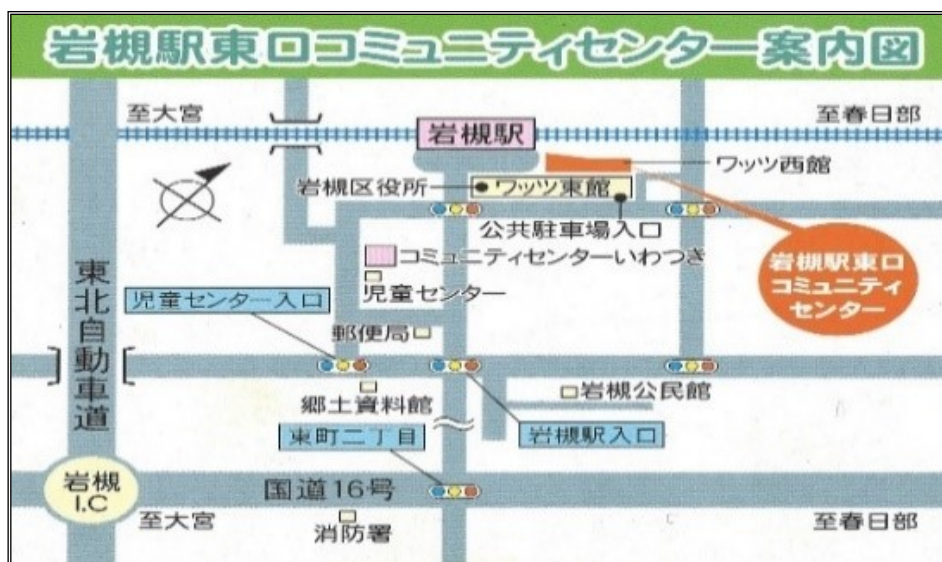 岩槻駅東口コミュニティセンター案内図
至大宮
岩槻駅
至春日部
ワッツ西館
岩槻区役所
ワッツ東館
公共駐車場入口
コミュニティセンターいわつき
岩槻駅東口
コミュニティ
センター
児童センター
児童センター入口
東北自動車道
郵便局
郷土資料館
岩槻公民館
東町二丁目
岩槻駅入口
岩槻
I.C
国道16号
至大宮
消防署
至春日部